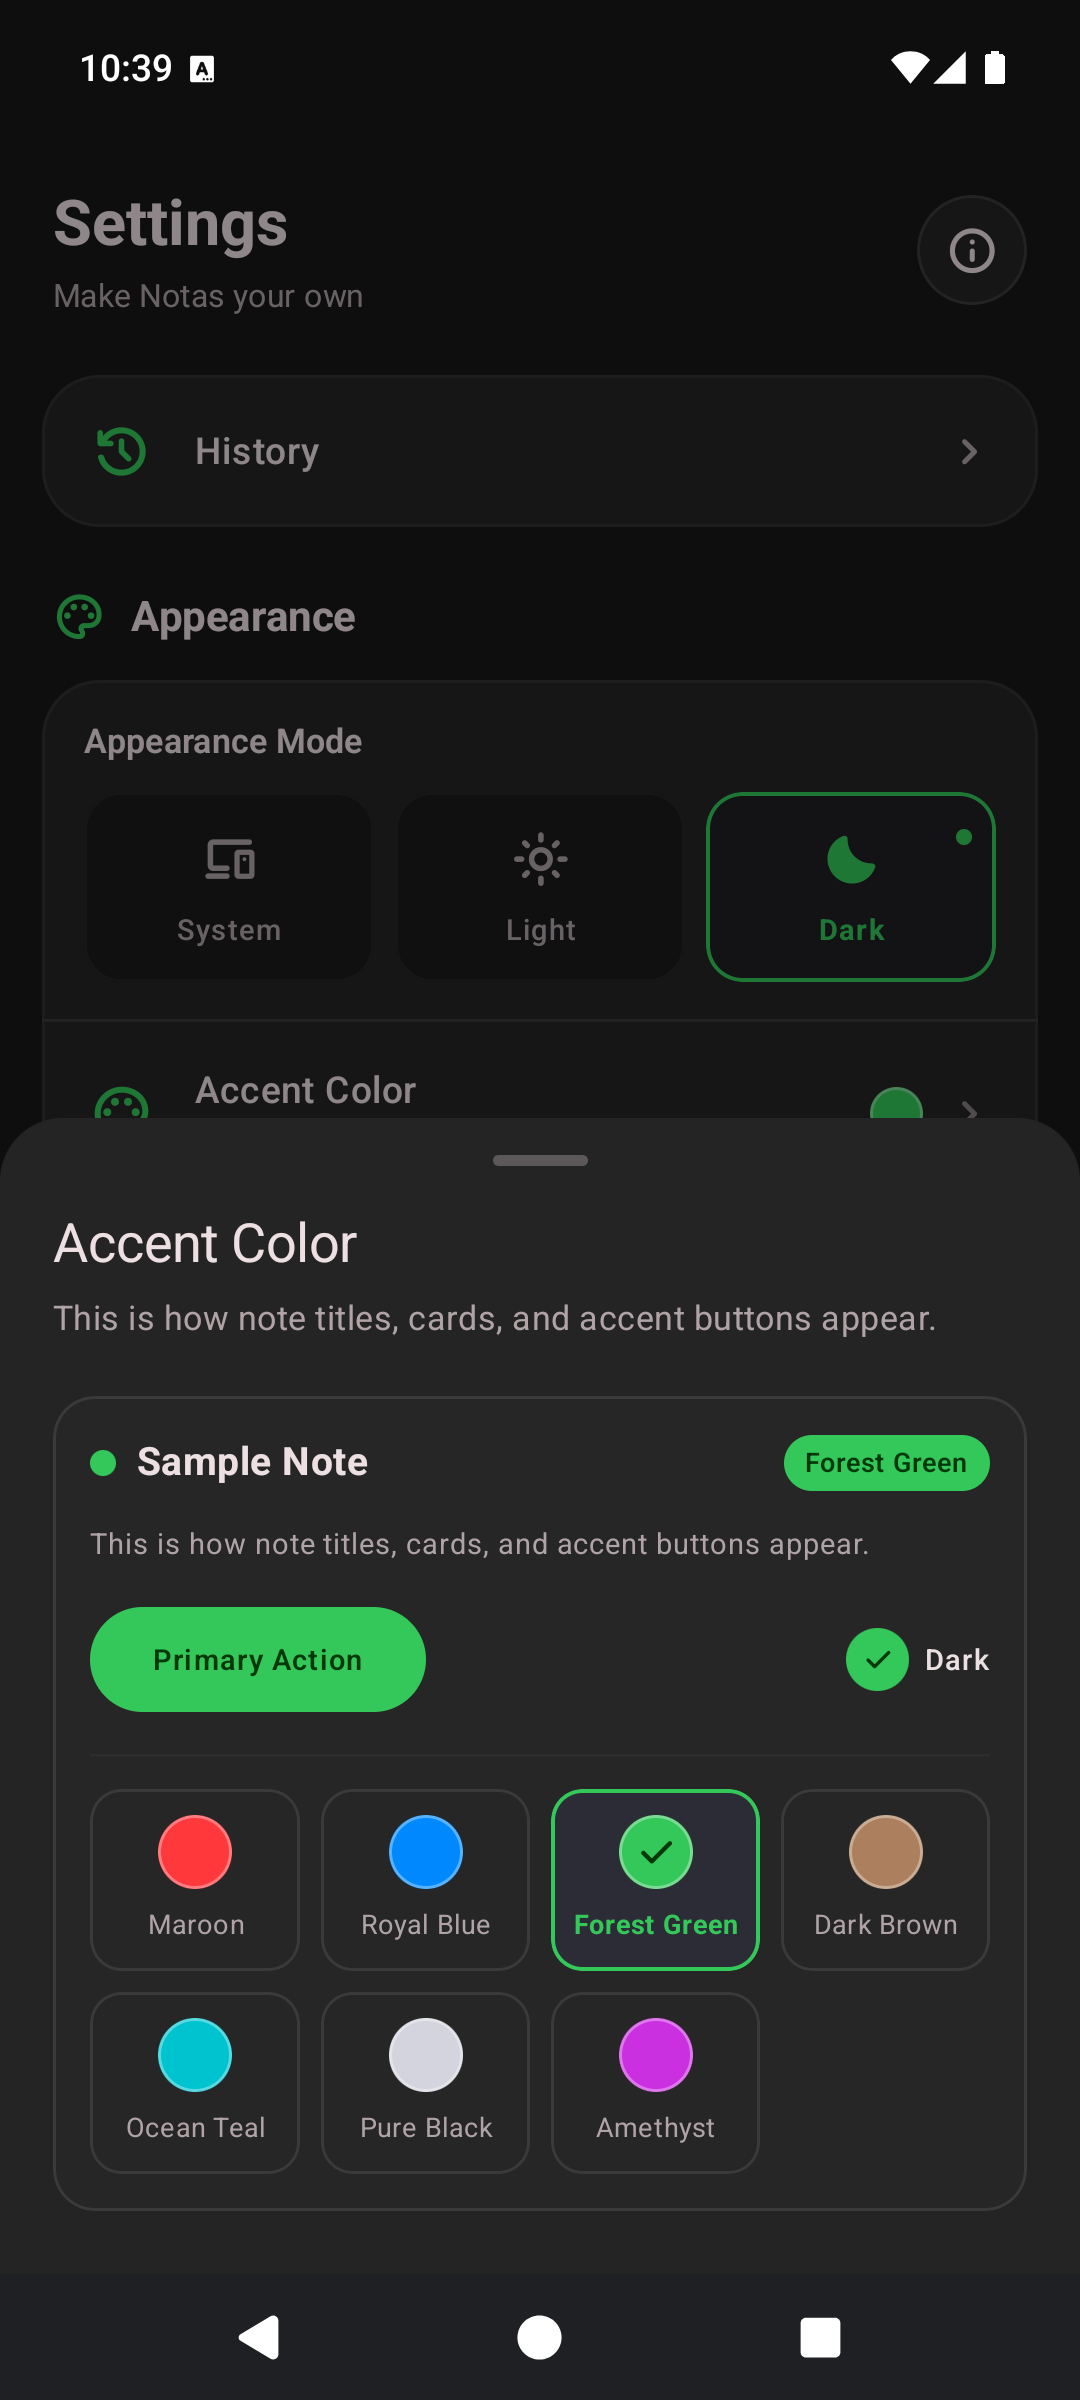 10:39
Settings
Make Notas your own
History
Appearance
Appearance Mode
System
Light
Dark
Accent Color
Accent Color
This is how note titles, cards, and accent buttons appear.
Sample Note
Forest Green
This is how note titles, cards, and accent buttons appear.
Primary Action
Dark
Maroon
Royal Blue
Forest Green
Dark Brown
Ocean Teal
Pure Black
Amethyst